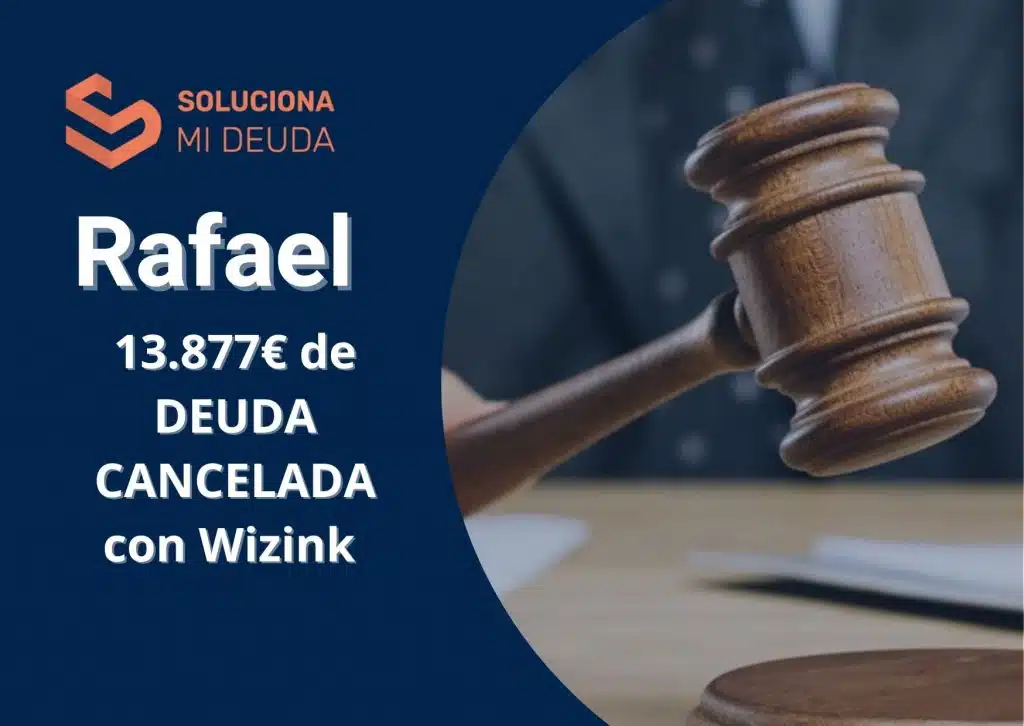 SOLUCIONA
MI DEUDA
Rafael
13.877€ de
DEUDA
CANCELADA
con Wizink